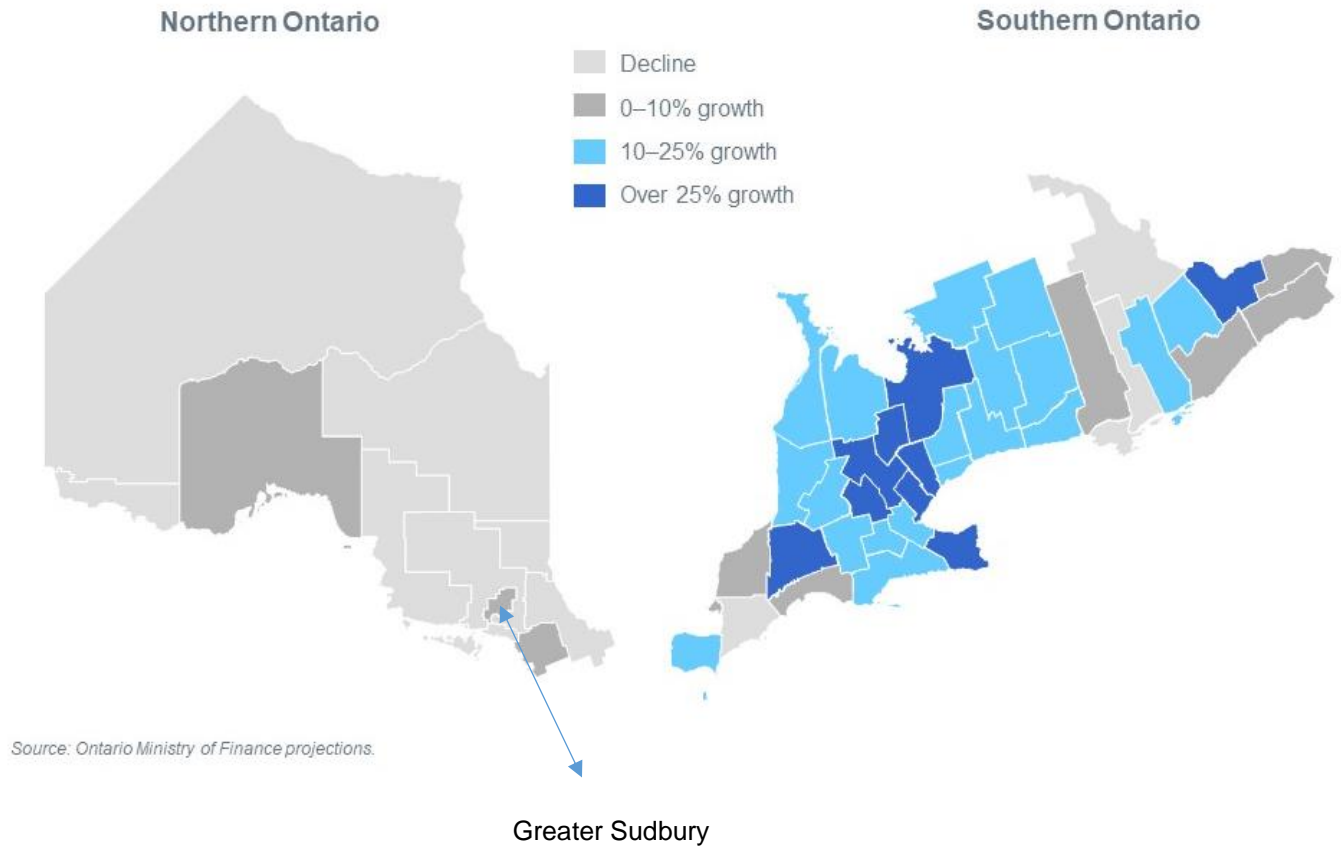 Northern Ontario
Southern Ontario
Decline
0–10% growth
10–25% growth
Over 25% growth
Source: Ontario Ministry of Finance projections.
Greater Sudbury